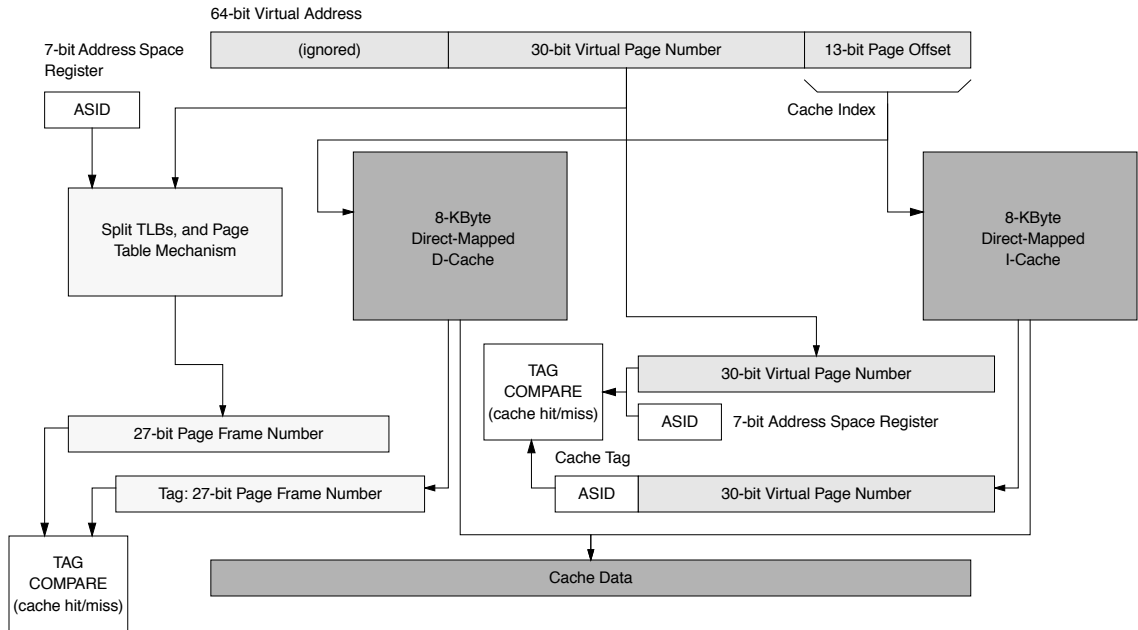 64-bit Virtual Address
7-bit Address Space
Register
(ignored)
30-bit Virtual Page Number
13-bit Page Offset
ASID
Cache Index
Split TLBs, and Page
Table Mechanism
8-KByte
Direct-Mapped
D-Cache
8-KByte
Direct-Mapped
I-Cache
TAG
COMPARE
(cache hit/miss)
30-bit Virtual Page Number
ASID
7-bit Address Space Register
27-bit Page Frame Number
Cache Tag
Tag: 27-bit Page Frame Number
ASID
30-bit Virtual Page Number
TAG
COMPARE
(cache hit/miss)
Cache Data